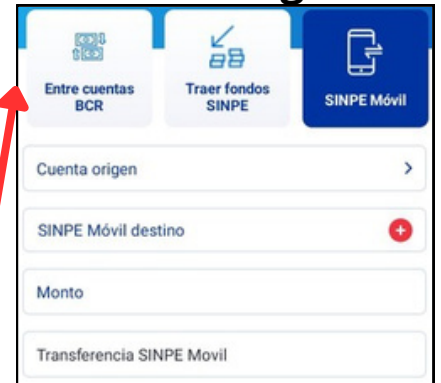 Entre cuentas
BCR
Traer fondos
SINPE
SINPE Móvil
Cuenta origen
SINPE Móvil destino
Monto
Transferencia SINPE Movil